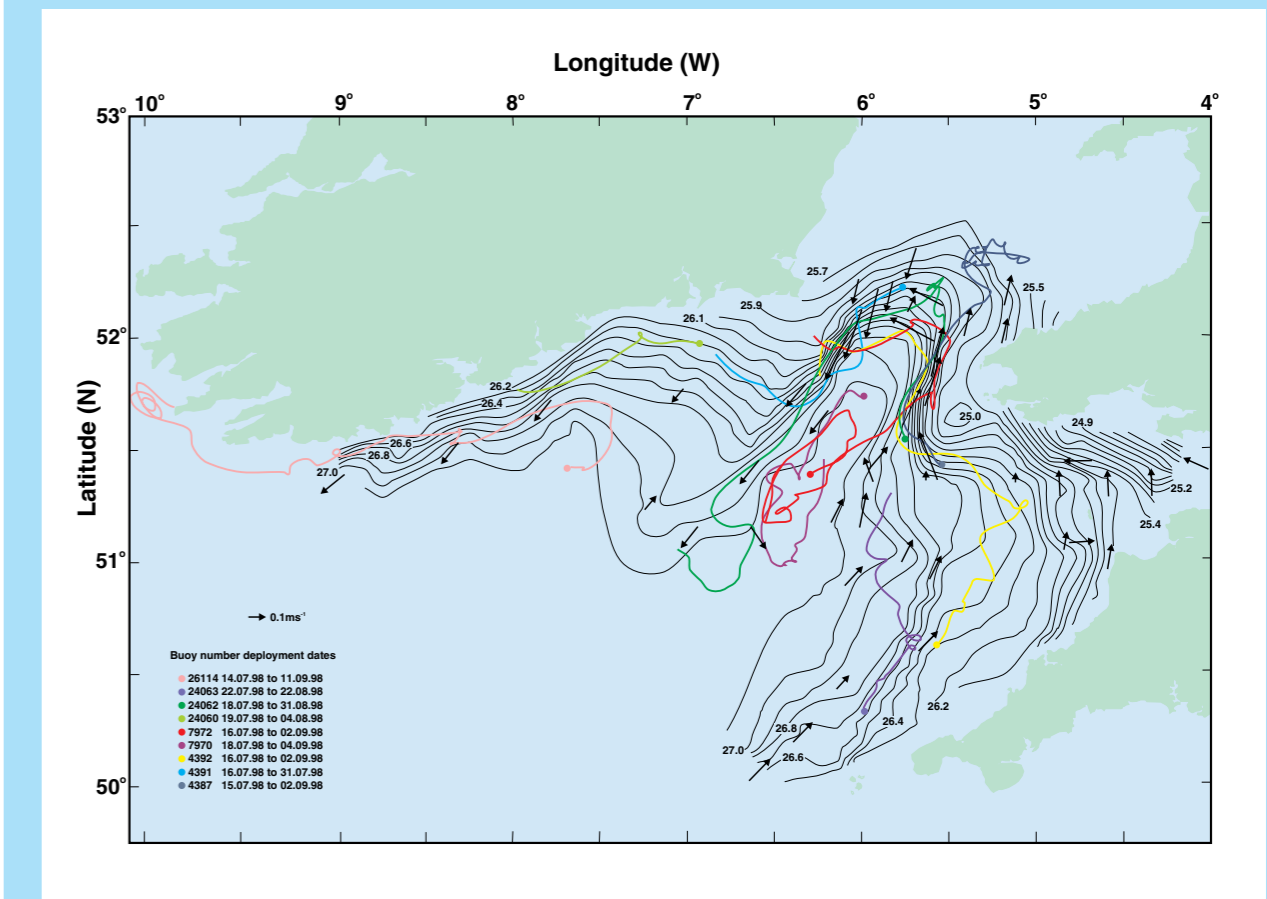 Longitude (W)
10° 9° 8° 7° 6° 5° 4°
53°
52°
51°
50°
Latitude (N)
25.7
25.5
25.9
26.1
26.2
26.4
25.0
24.9
26.6
26.8
27.0
25.2
25.4
0.1ms⁻¹
Buoy number deployment dates
26114 14.07.98 to 11.09.98
24063 22.07.98 to 22.08.98
24062 18.07.98 to 31.08.98
24060 19.07.98 to 04.08.98
7972 16.07.98 to 02.09.98
7970 18.07.98 to 04.09.98
4392 16.07.98 to 02.09.98
4391 16.07.98 to 31.07.98
4387 15.07.98 to 02.09.98
26.2
26.4
26.8
27.0
26.6